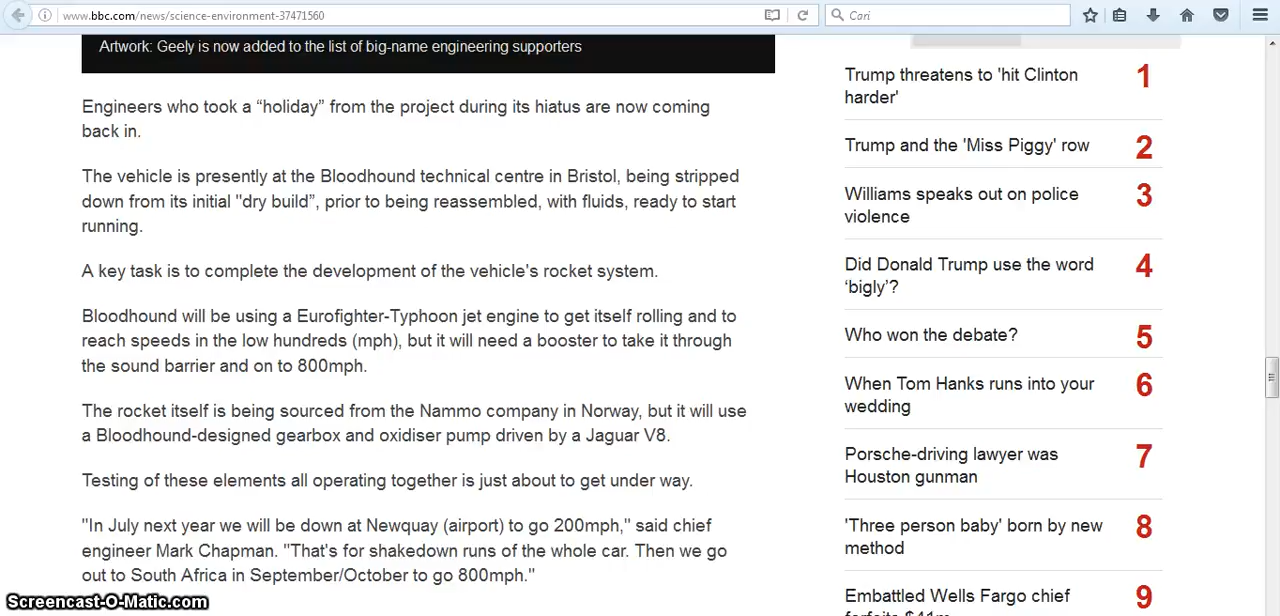 www.bbc.com/news/science-environment-37471560
Cari
Artwork: Geely is now added to the list of big-name engineering supporters
Engineers who took a “holiday” from the project during its hiatus are now coming
back in.
The vehicle is presently at the Bloodhound technical centre in Bristol, being stripped
down from its initial "dry build”, prior to being reassembled, with fluids, ready to start
running.
A key task is to complete the development of the vehicle's rocket system.
Bloodhound will be using a Eurofighter-Typhoon jet engine to get itself rolling and to
reach speeds in the low hundreds (mph), but it will need a booster to take it through
the sound barrier and on to 800mph.
The rocket itself is being sourced from the Nammo company in Norway, but it will use
a Bloodhound-designed gearbox and oxidiser pump driven by a Jaguar V8.
Testing of these elements all operating together is just about to get under way.
"In July next year we will be down at Newquay (airport) to go 200mph," said chief
engineer Mark Chapman. "That's for shakedown runs of the whole car. Then we go
out to South Africa in September/October to go 800mph."
Trump threatens to 'hit Clinton 1
harder'
Trump and the 'Miss Piggy' row 2
Williams speaks out on police 3
violence
Did Donald Trump use the word 4
‘bigly’?
Who won the debate? 5
When Tom Hanks runs into your 6
wedding
Porsche-driving lawyer was 7
Houston gunman
'Three person baby' born by new 8
method
Embattled Wells Fargo chief 9
Screencast-O-Matic.com